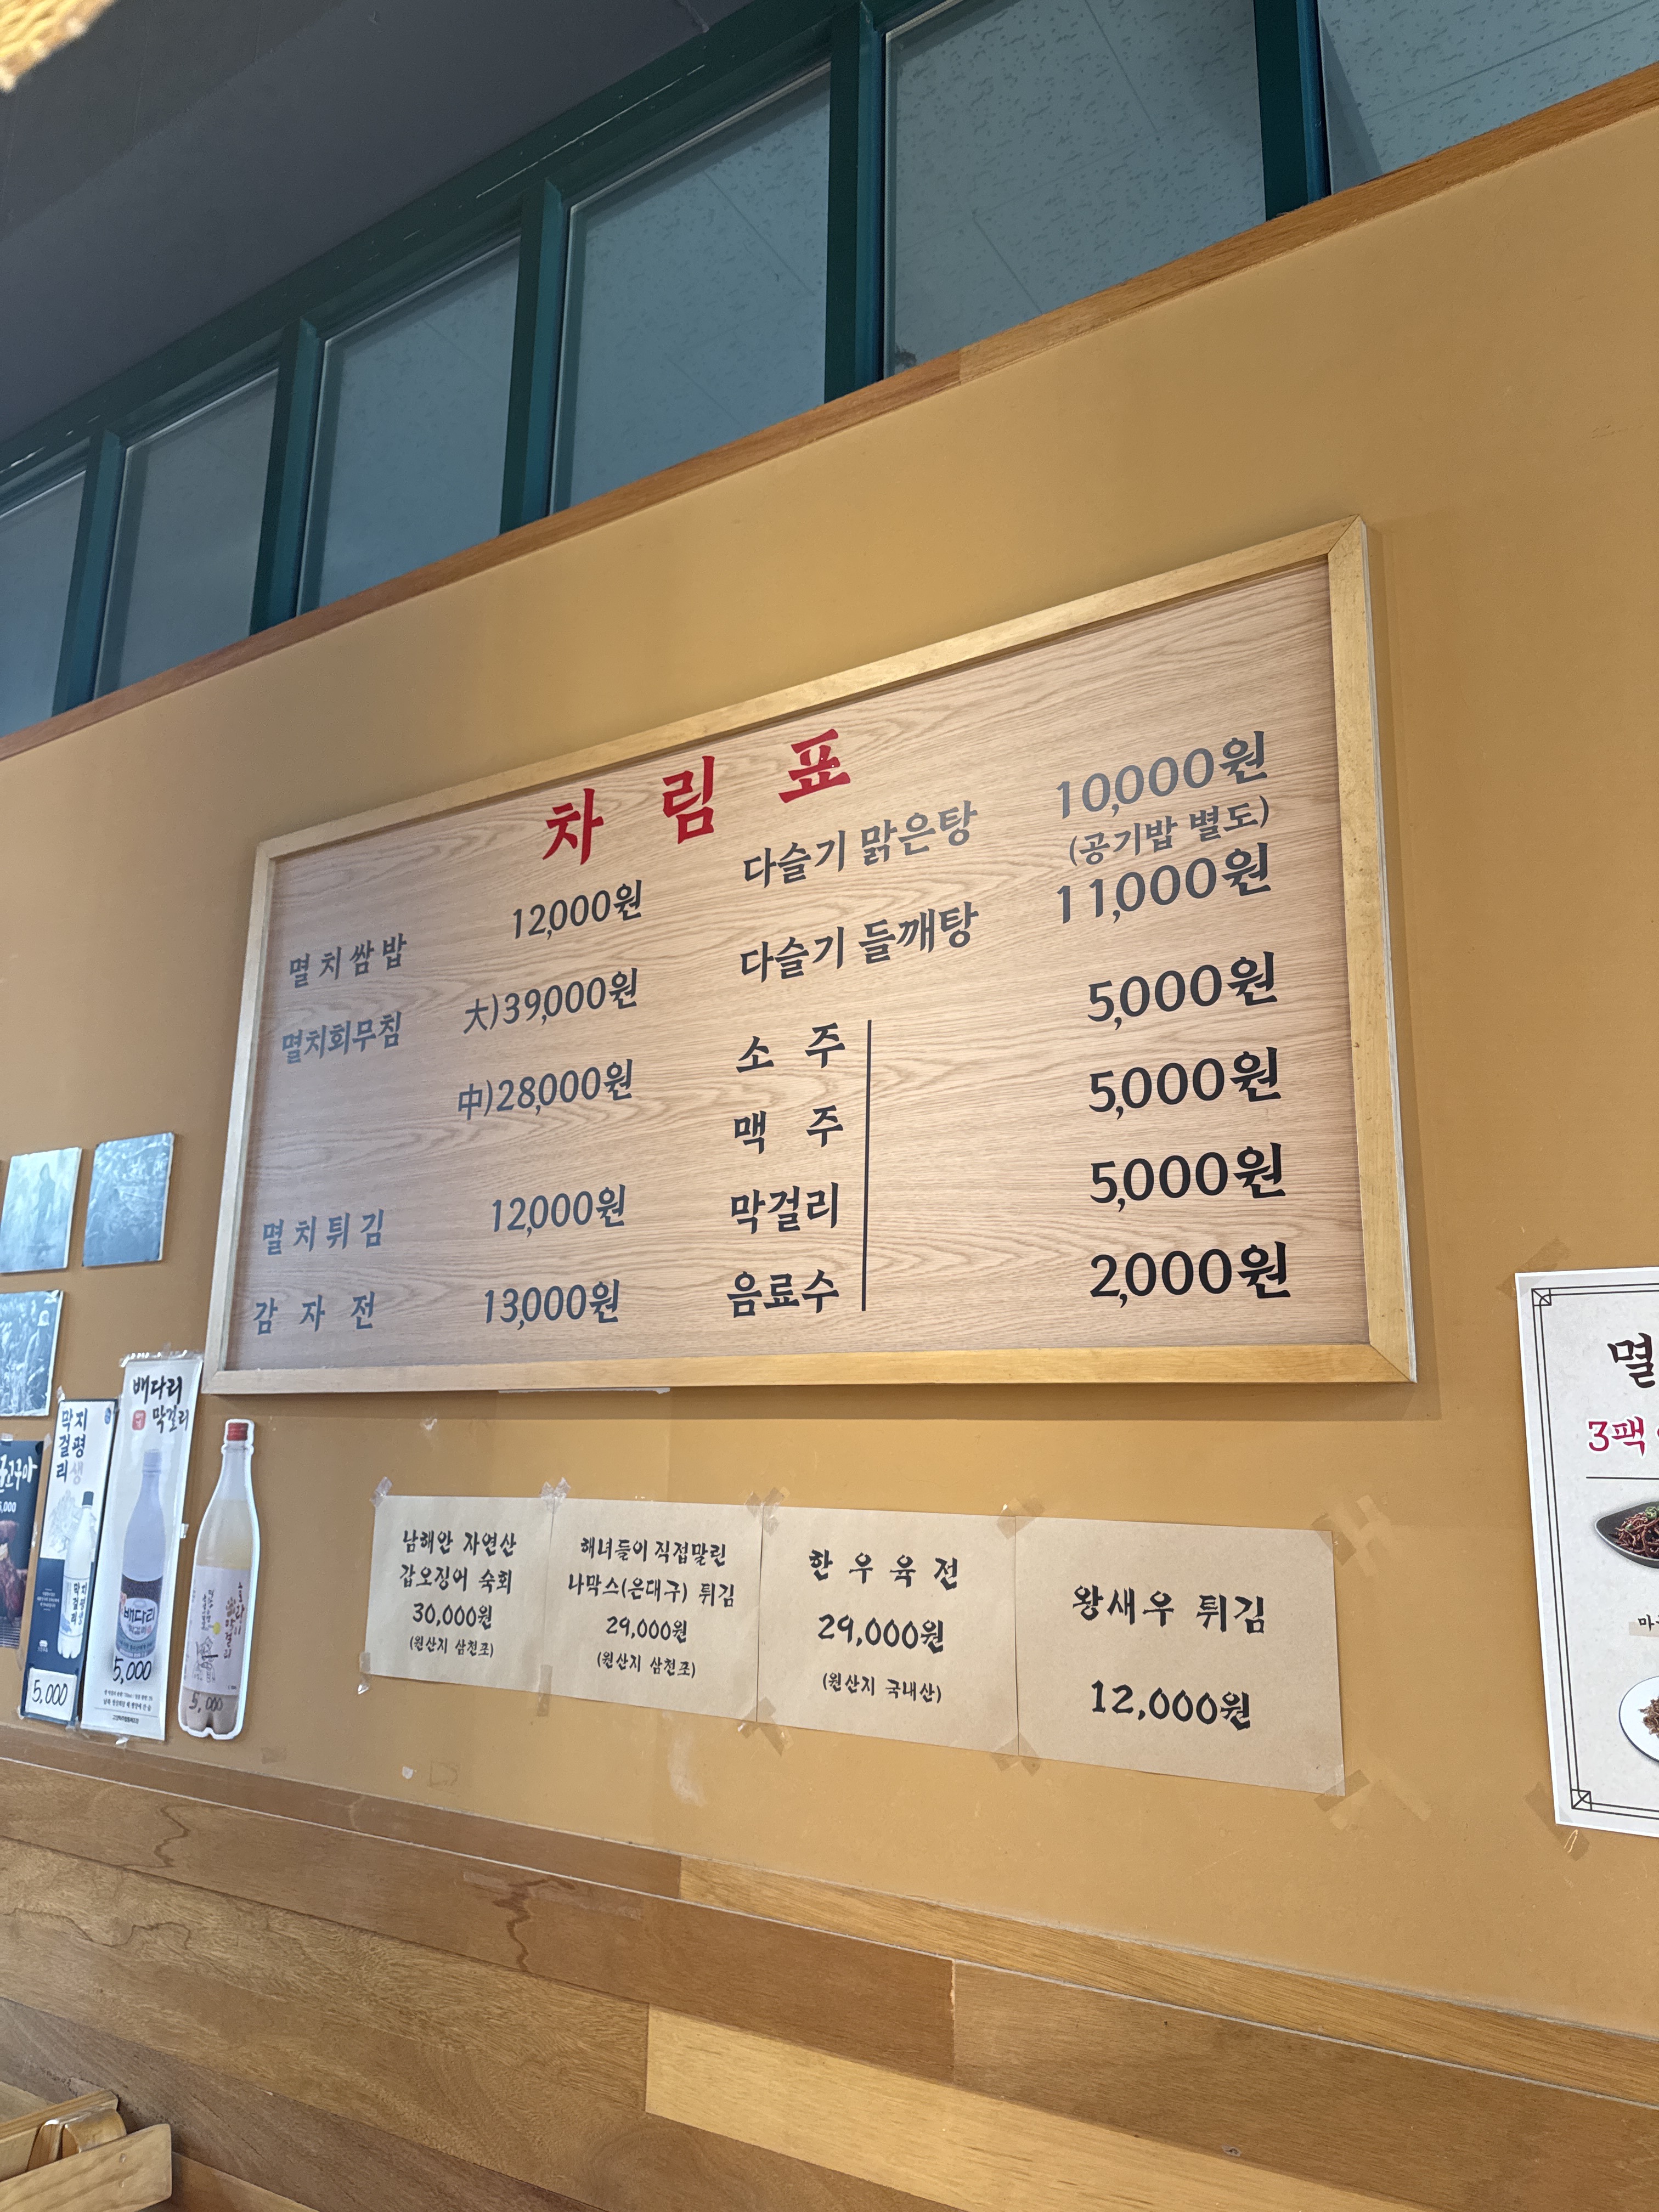 차 림 표
멸치쌈밥 12,000원
멸치회무침 大)39,000원
中)28,000원
멸치튀김 12,000원
감 자 전 13,000원
다슬기 맑은탕 10,000원
(공기밥 별도)
다슬기 들깨탕 11,000원
소 주 5,000원
맥 주 5,000원
막걸리 5,000원
음료수 2,000원
남해안 자연산
갑오징어 숙회
30,000원
(원산지 삼천포)
해녀들이 직접말린
나막스(은대구) 튀김
29,000원
(원산지 삼천포)
한 우 육 전
29,000원
(원산지 국내산)
왕새우 튀김
12,000원
지평생
막걸리
5,000
배다리
막걸리
배다리
5,000
5,000
멸
3팩